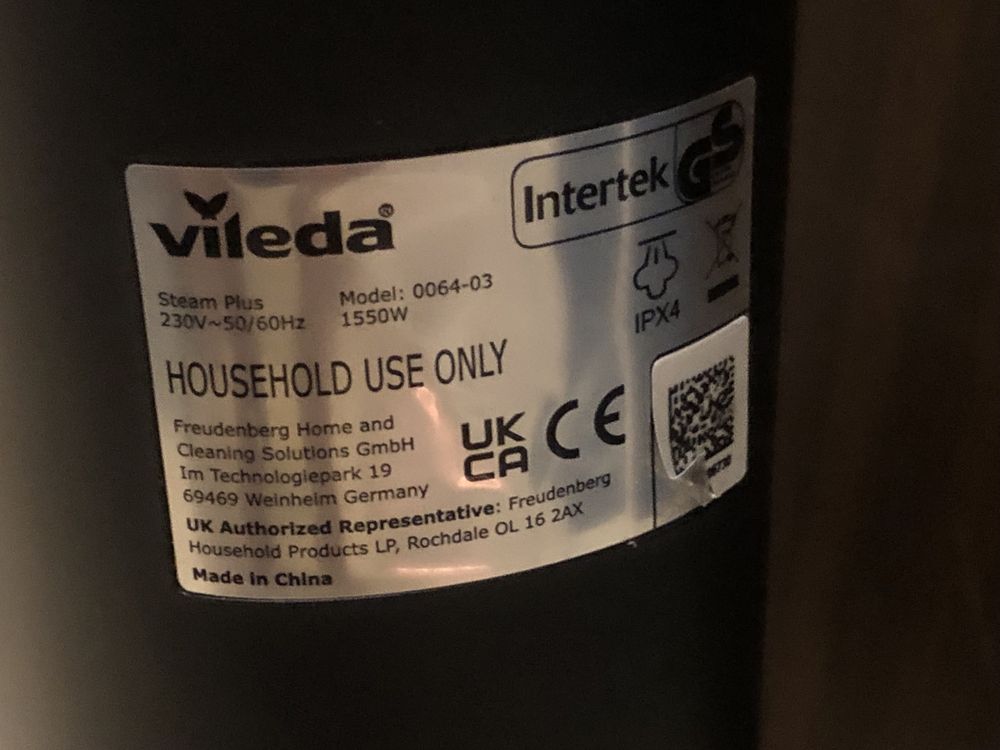 vileda®
Intertek GS
Steam Plus Model: 0064-03
230V~50/60Hz 1550W
IPX4
HOUSEHOLD USE ONLY
Freudenberg Home and
Cleaning Solutions GmbH
Im Technologiepark 19
69469 Weinheim Germany
UK
CA
CE
UK Authorized Representative: Freudenberg
Household Products LP, Rochdale OL 16 2AX
Made in China